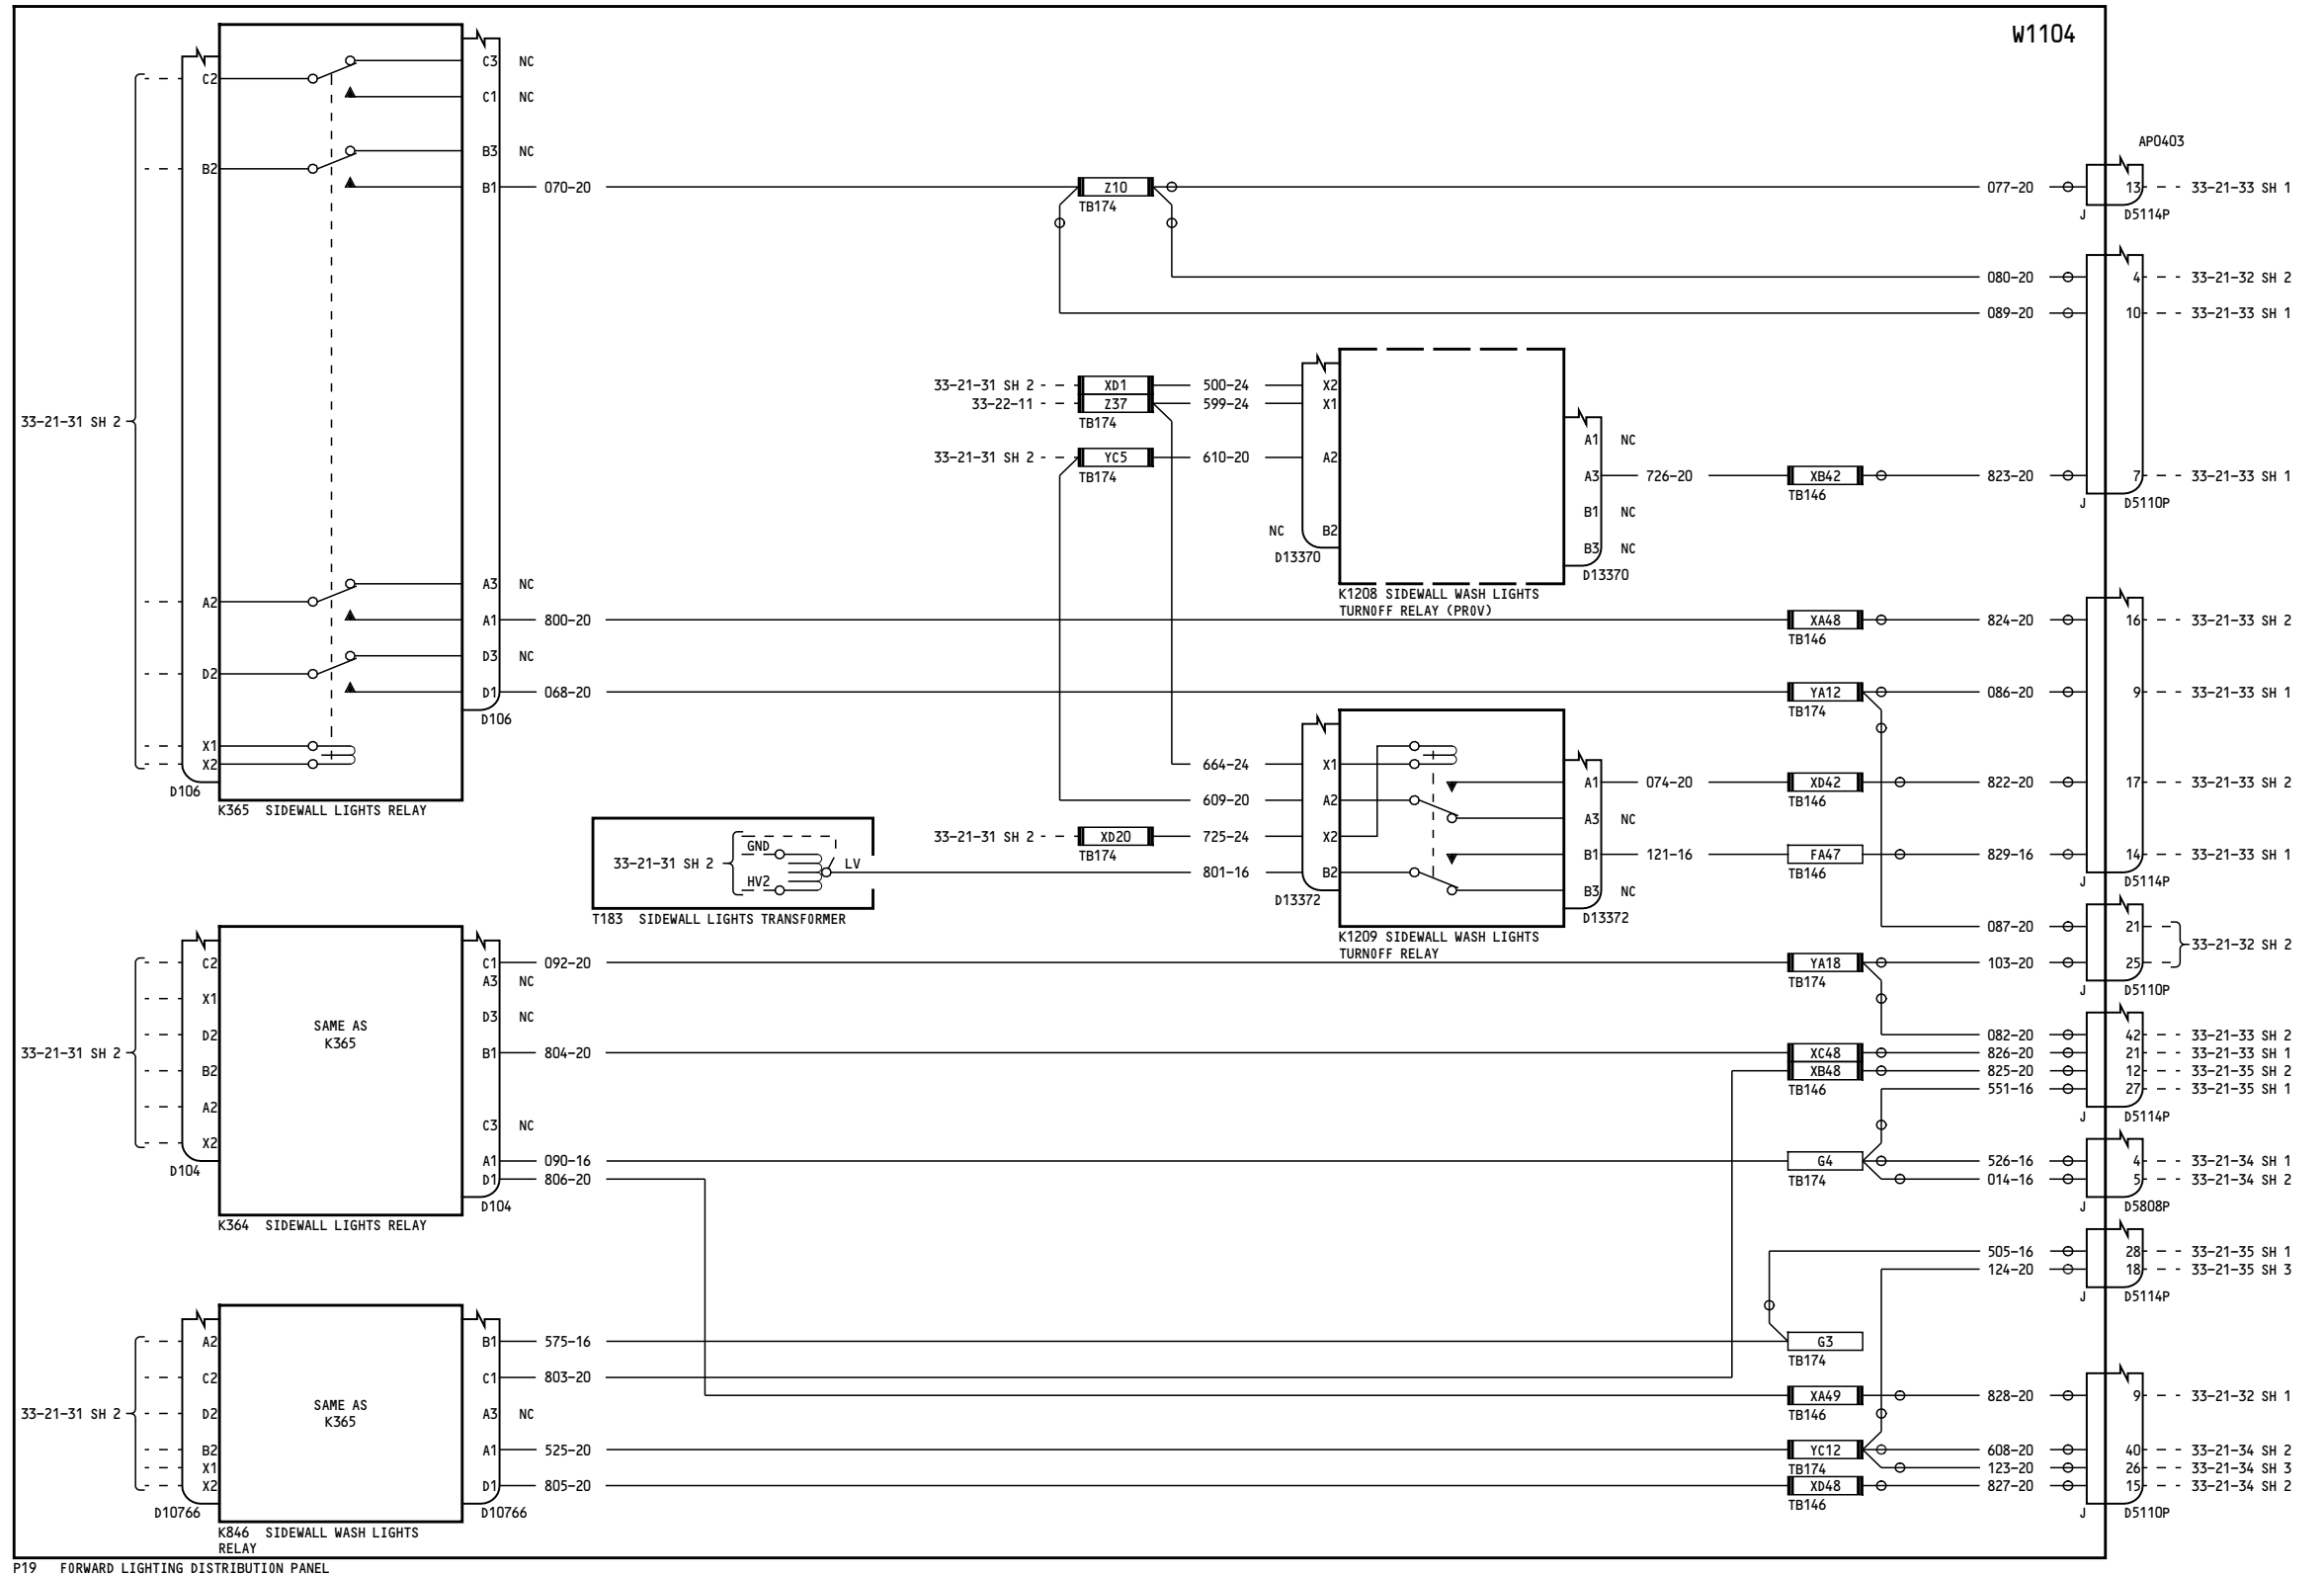 W1104
AP0403
33-21-31 SH 2
C2
B2
A2
D2
X1
X2
D106
C3 NC
C1 NC
B3 NC
B1 070-20
A3 NC
A1 800-20
D3 NC
D1 068-20
D106
K365 SIDEWALL LIGHTS RELAY
Z10
TB174
077-20 13 33-21-33 SH 1
J D5114P
080-20 4 33-21-32 SH 2
089-20 10 33-21-33 SH 1
33-21-31 SH 2 XD1 500-24 X2
33-22-11 Z37 599-24 X1
TB174
33-21-31 SH 2 YC5 610-20 A2
TB174
NC B2
D13370
A1 NC
A3 726-20 XB42 823-20 7 33-21-33 SH 1
TB146
J D5110P
B1 NC
B3 NC
D13370
K1208 SIDEWALL WASH LIGHTS
TURNOFF RELAY (PROV)
XA48 824-20 16 33-21-33 SH 2
TB146
YA12 086-20 9 33-21-33 SH 1
TB174
664-24 X1
609-20 A2
33-21-31 SH 2 XD20 725-24 X2
TB174
801-16 B2
D13372
A1 074-20 XD42 822-20 17 33-21-33 SH 2
TB146
A3 NC
B1 121-16 FA47 829-16 14 33-21-33 SH 1
TB146
J D5114P
B3 NC
D13372
K1209 SIDEWALL WASH LIGHTS
TURNOFF RELAY
33-21-31 SH 2
GND
HV2
LV
T183 SIDEWALL LIGHTS TRANSFORMER
087-20 21
33-21-32 SH 2
103-20 25
J D5110P
33-21-31 SH 2
C2
X1
D2
B2
A2
X2
D104
SAME AS
K365
C1 092-20 YA18
TB174
A3 NC
D3 NC
B1 804-20
C3 NC
A1 090-16
D1 806-20
D104
K364 SIDEWALL LIGHTS RELAY
082-20 42 33-21-33 SH 2
XC48 826-20 21 33-21-33 SH 1
XB48 825-20 12 33-21-35 SH 2
TB146 551-16 27 33-21-35 SH 1
J D5114P
G4 526-16 4 33-21-34 SH 1
TB174 014-16 5 33-21-34 SH 2
J D5808P
505-16 28 33-21-35 SH 1
124-20 18 33-21-35 SH 3
J D5114P
33-21-31 SH 2
A2
C2
D2
B2
X1
X2
D10766
SAME AS
K365
B1 575-16 G3
TB174
C1 803-20
A3 NC
A1 525-20
D1 805-20
D10766
K846 SIDEWALL WASH LIGHTS
RELAY
XA49 828-20 9 33-21-32 SH 1
TB146
YC12 608-20 40 33-21-34 SH 2
TB174 123-20 26 33-21-34 SH 3
XD48 827-20 15 33-21-34 SH 2
TB146
J D5110P
P19 FORWARD LIGHTING DISTRIBUTION PANEL